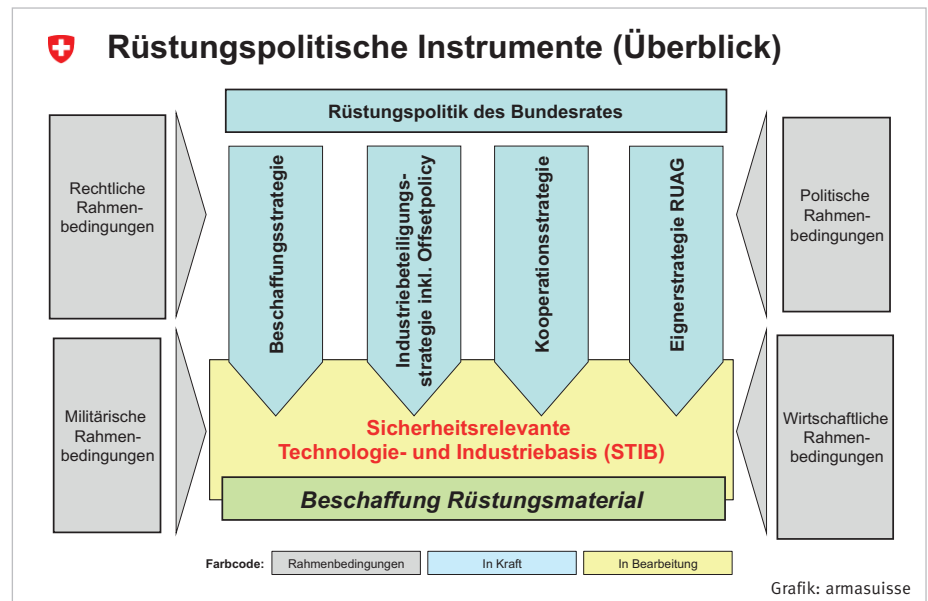 Rüstungspolitische Instrumente (Überblick)
Rüstungspolitik des Bundesrates
Rechtliche
Rahmen-
bedingungen
Militärische
Rahmen-
bedingungen
Beschaffungsstrategie
Industriebeteiligungs-
strategie inkl. Offsetpolicy
Kooperationsstrategie
Eignerstrategie RUAG
Politische
Rahmen-
bedingungen
Wirtschaftliche
Rahmen-
bedingungen
Sicherheitsrelevante
Technologie- und Industriebasis (STIB)
Beschaffung Rüstungsmaterial
Farbcode: Rahmenbedingungen In Kraft In Bearbeitung
Grafik: armasuisse